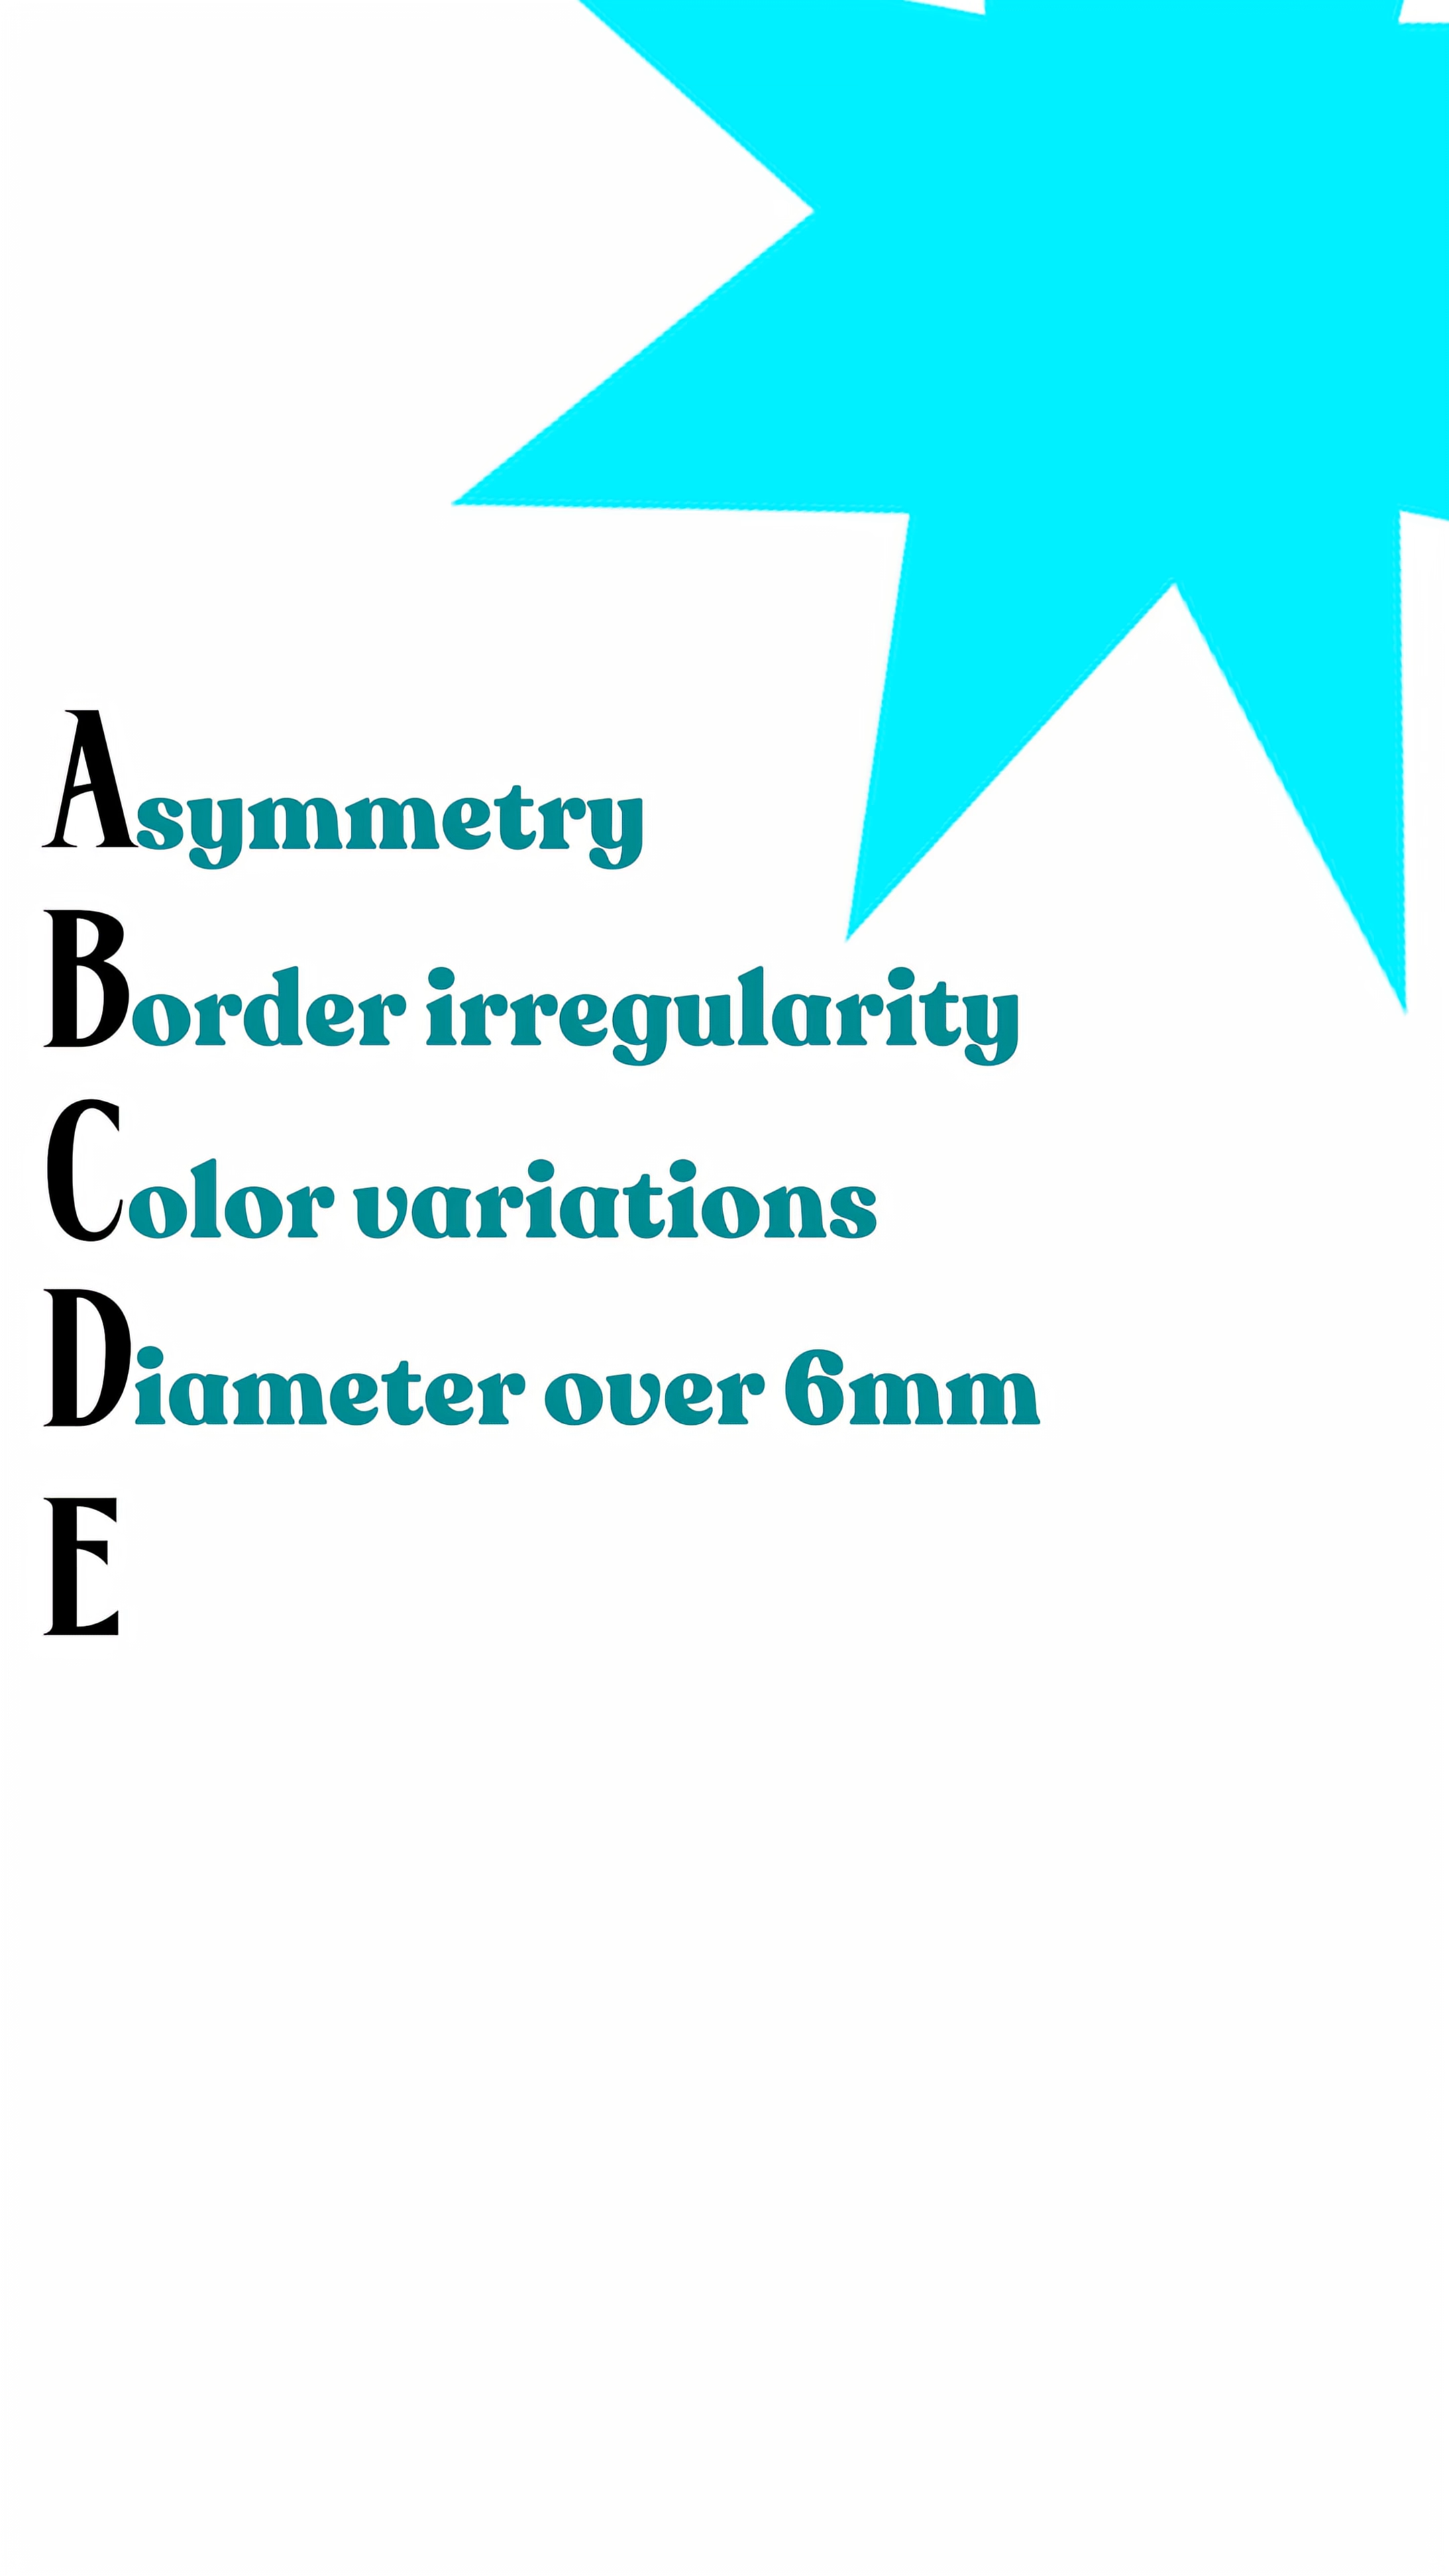 Asymmetry
Border irregularity
Color variations
Diameter over 6mm
E